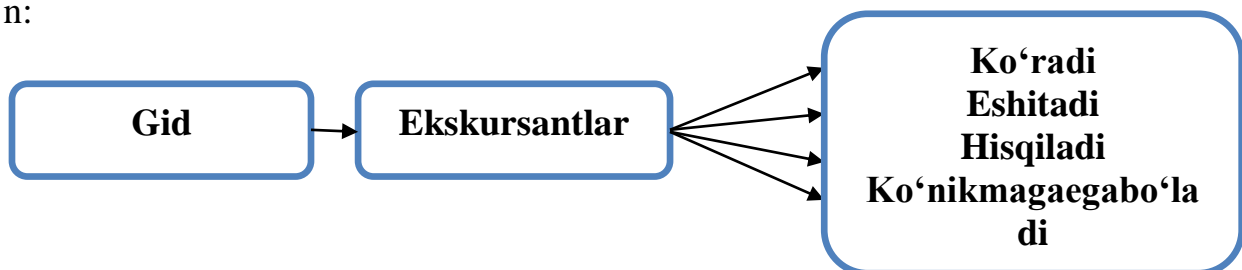 n:
Gid
Ekskursantlar
Ko‘radi
Eshitadi
Hisqiladi
Ko‘nikmagaegabo‘la
di